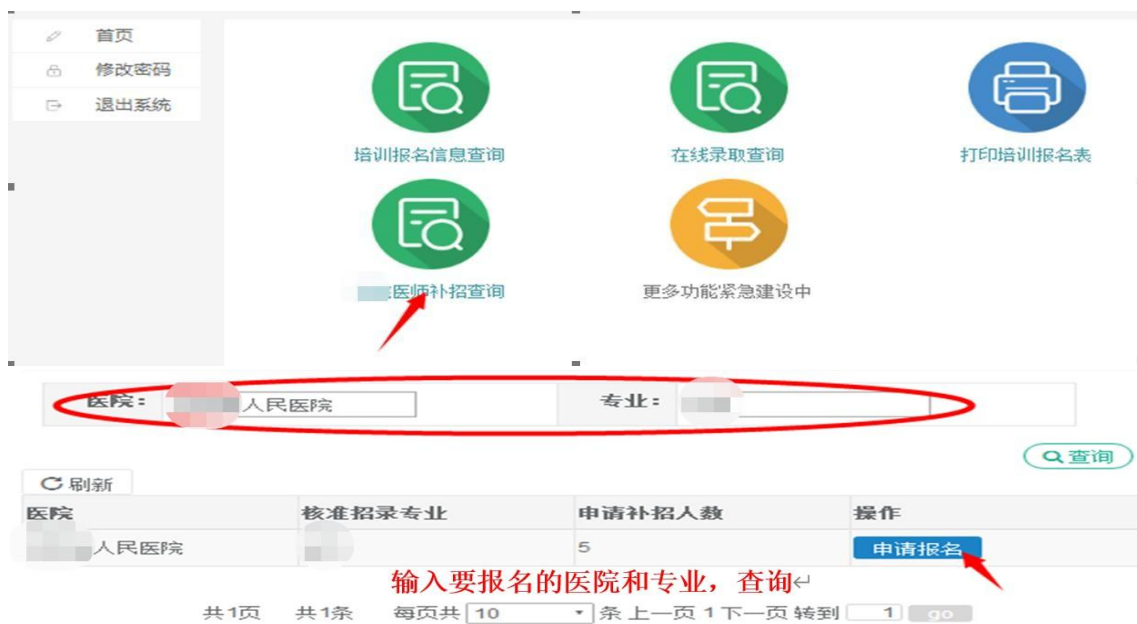 首页
修改密码
退出系统
培训报名信息查询
在线录取查询
打印培训报名表
医师补招查询
更多功能紧急建设中
医院：
人民医院
专业：
查询
刷新
医院 核准招录专业 申请补招人数 操作
人民医院 5 申请报名
输入要报名的医院和专业，查询↵
共1页 共1条 每页共 10 条 上一页 1 下一页 转到 1 go